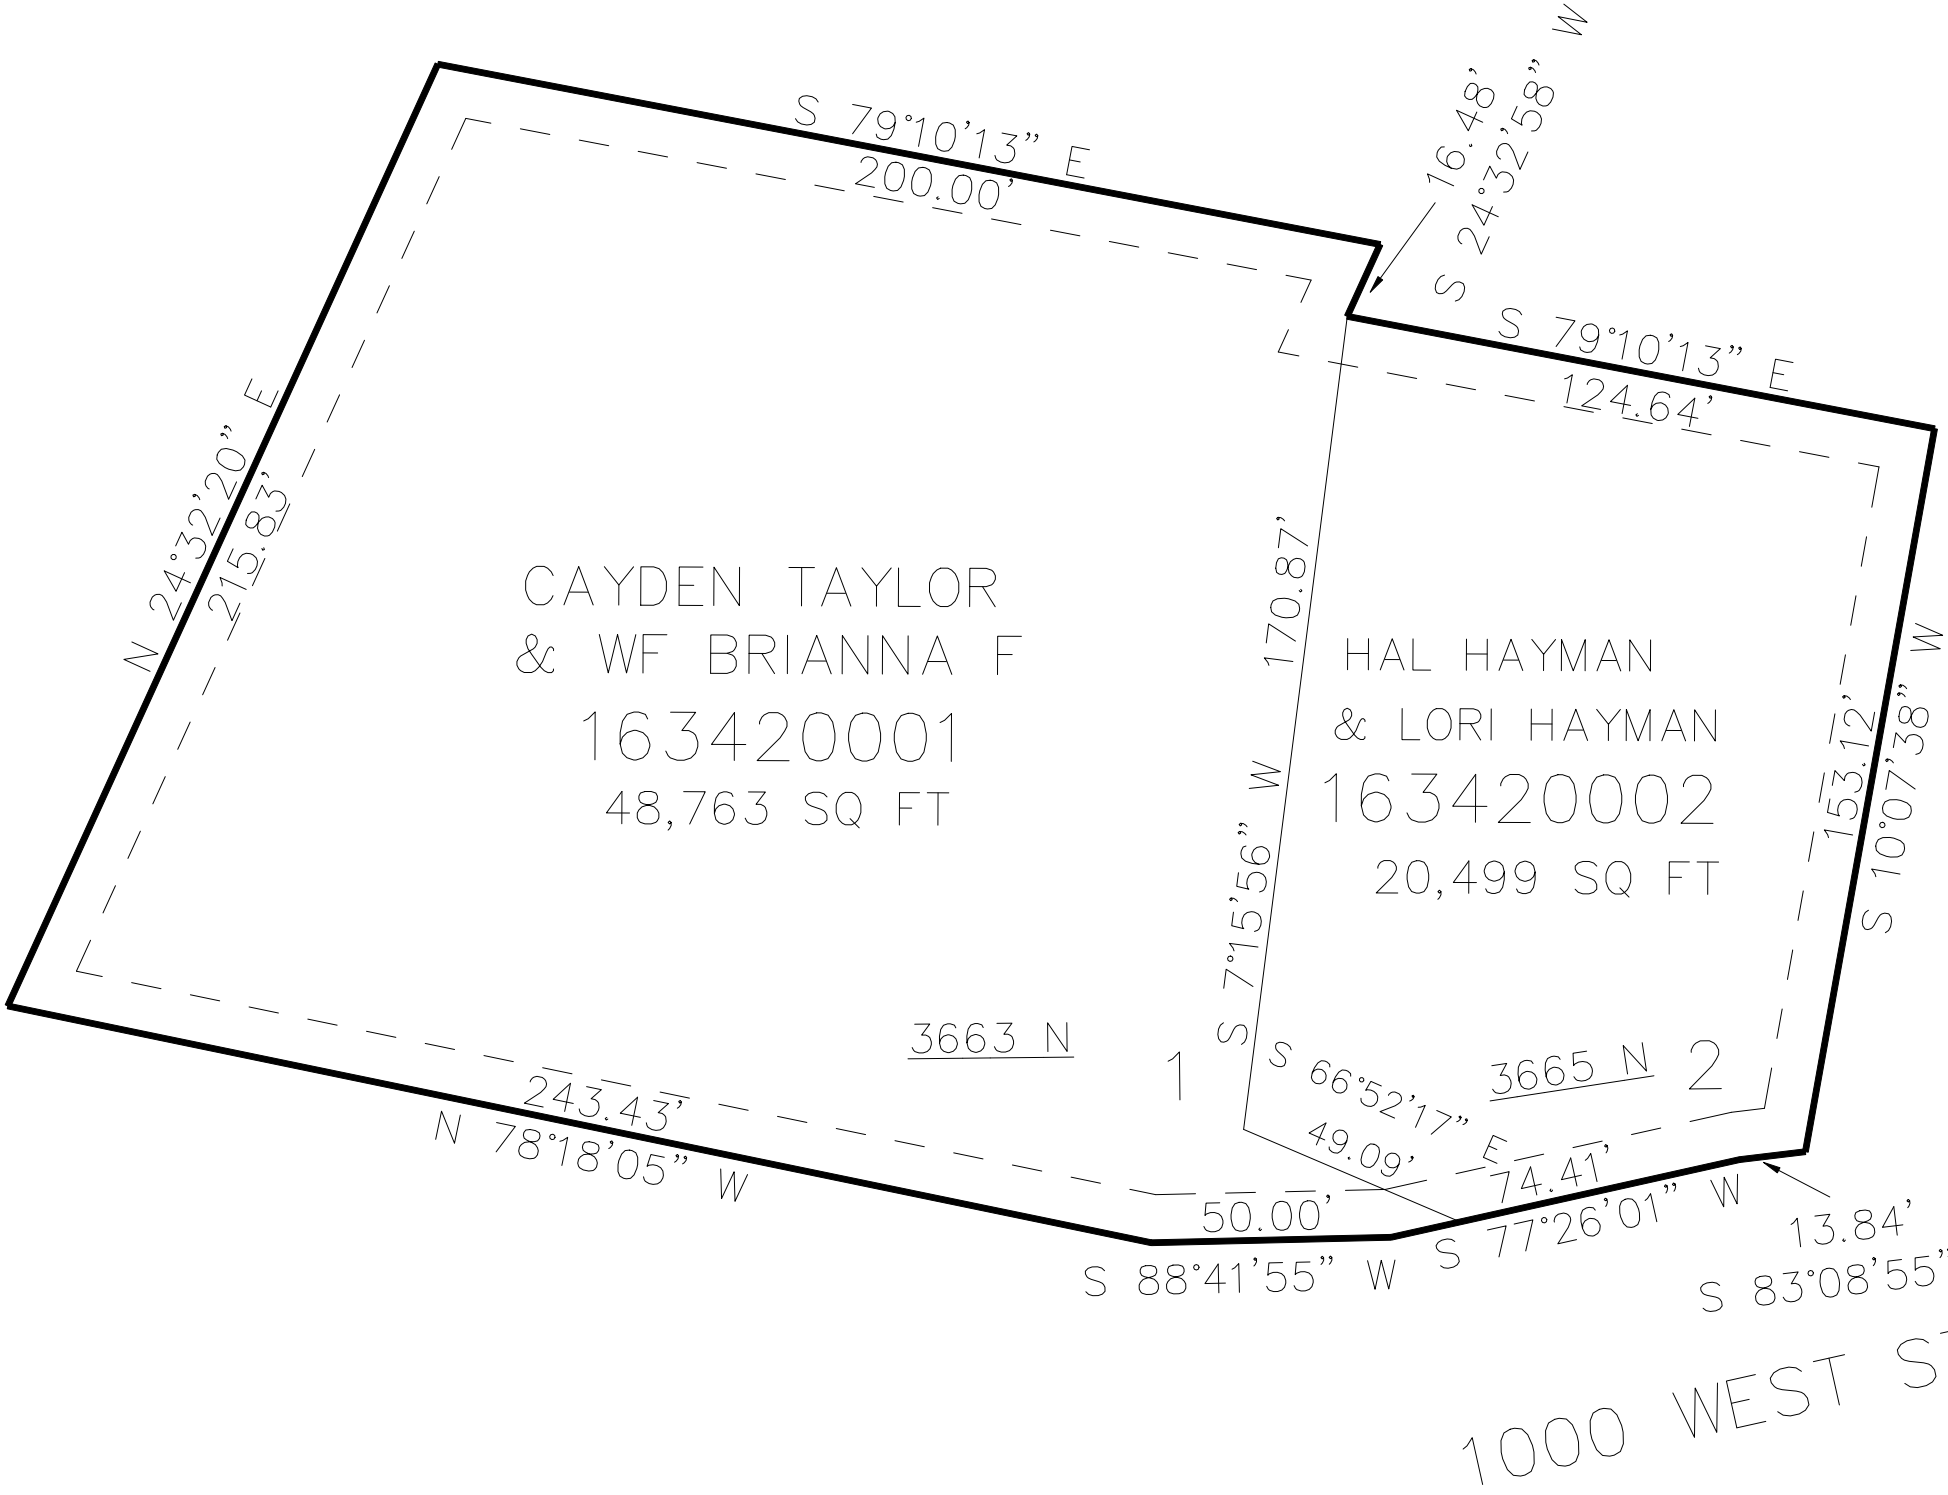 S 79°10'13" E
200.00'
16.48'
S 24°32'58" W
S 79°10'13" E
124.64'
N 24°32'20" E
215.83'
CAYDEN TAYLOR
& WF BRIANNA F
163420001
48,763 SQ FT
170.87'
S 7°15'56" W
HAL HAYMAN
& LORI HAYMAN
163420002
20,499 SQ FT
153.12'
S 10°07'38" W
3663 N
1
S 66°52'17" E
49.09'
3665 N
2
243.43'
N 78°18'05" W
50.00'
S 88°41'55" W
74.41'
S 77°26'01" W
13.84'
S 83°08'55"
1000 WEST